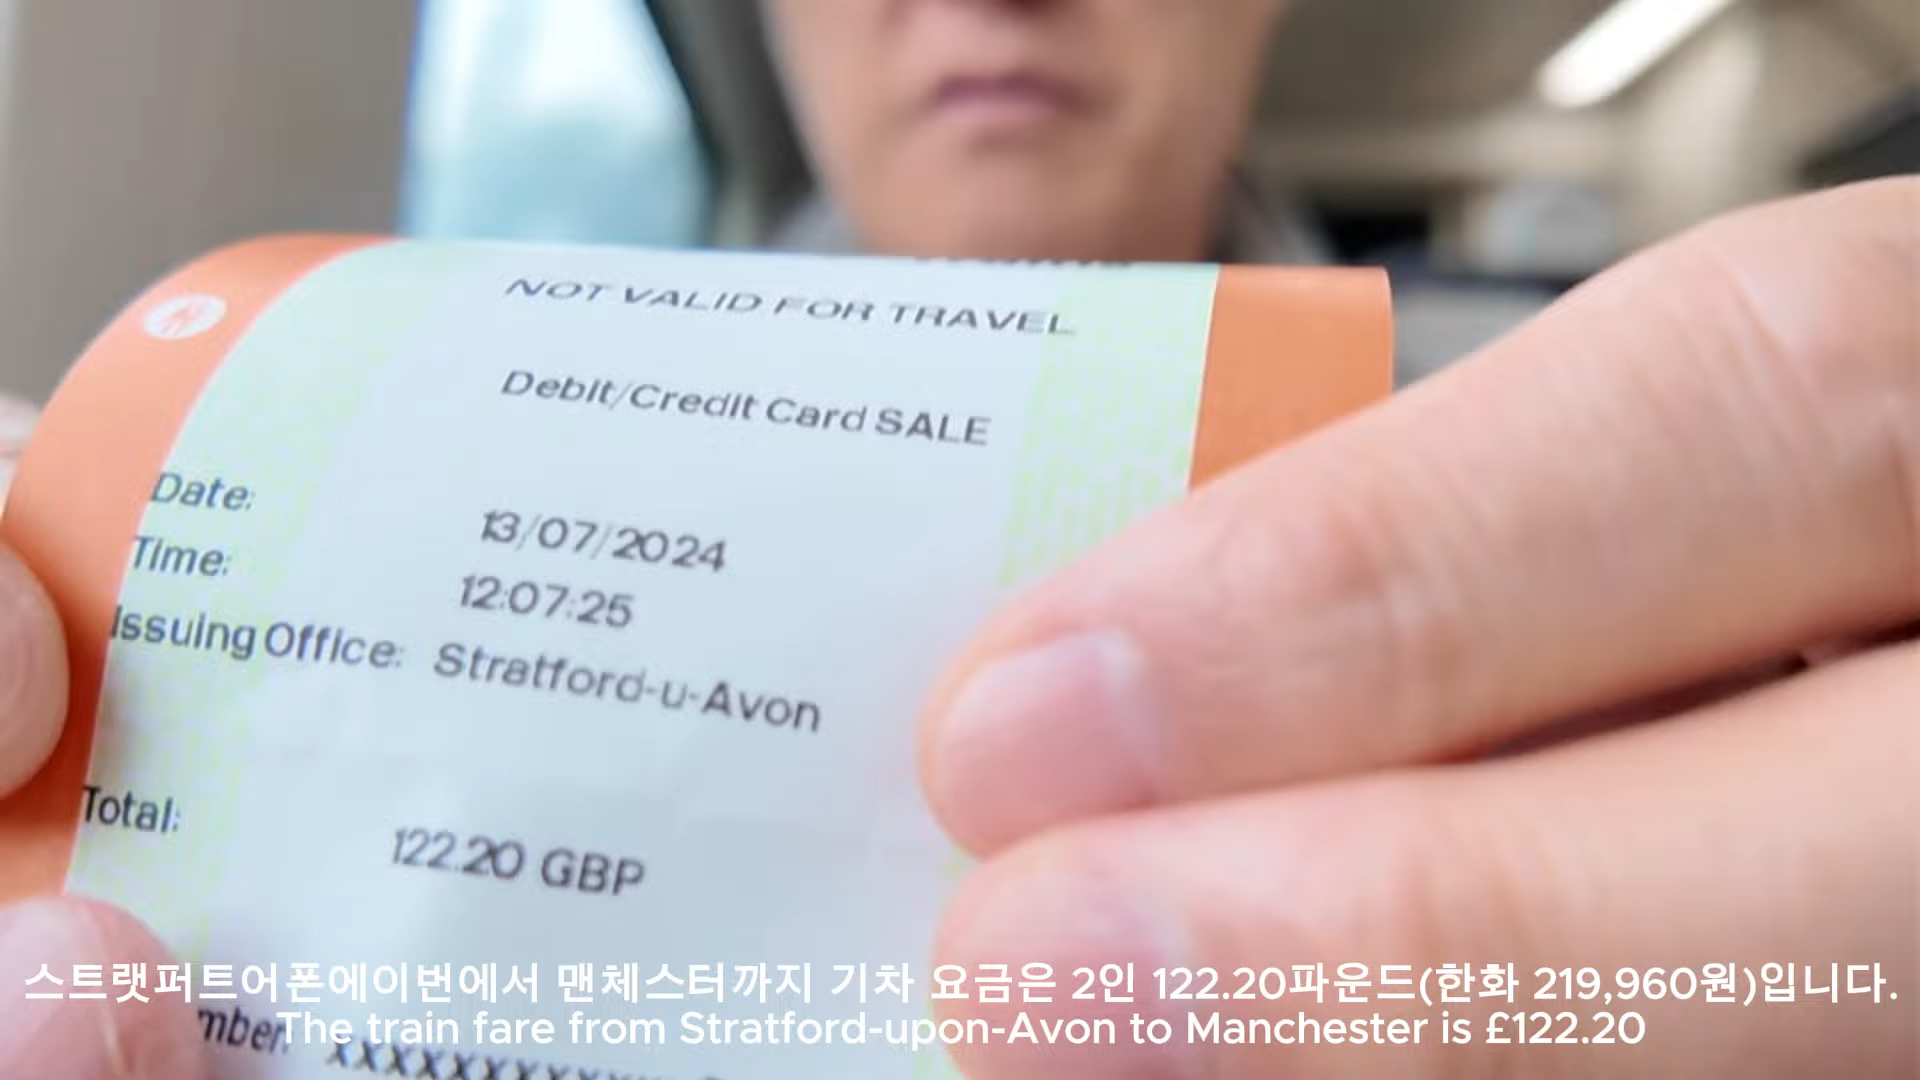 NOT VALID FOR TRAVEL
Debit/Credit Card SALE
Date:
13/07/2024
Time:
12:07:25
Issuing Office: Stratford-u-Avon
Total:
122.20 GBP
스트랫퍼트어폰에이번에서 맨체스터까지 기차 요금은 2인 122.20파운드(한화 219,960원)입니다.
The train fare from Stratford-upon-Avon to Manchester is £122.20